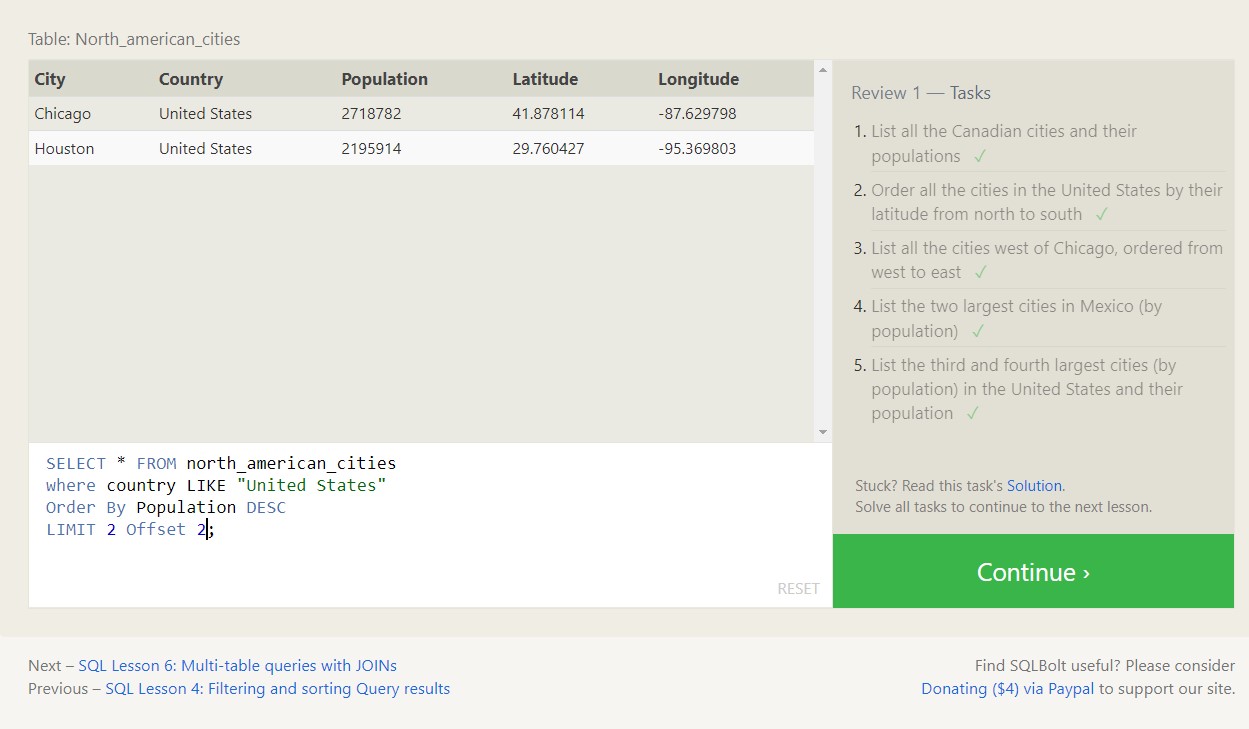 Table: North_american_cities
City Country Population Latitude Longitude
Chicago United States 2718782 41.878114 -87.629798
Houston United States 2195914 29.760427 -95.369803
SELECT * FROM north_american_cities
where country LIKE "United States"
Order By Population DESC
LIMIT 2 Offset 2;
RESET
Review 1 — Tasks
1. List all the Canadian cities and their
populations ✓
2. Order all the cities in the United States by their
latitude from north to south ✓
3. List all the cities west of Chicago, ordered from
west to east ✓
4. List the two largest cities in Mexico (by
population) ✓
5. List the third and fourth largest cities (by
population) in the United States and their
population ✓
Stuck? Read this task's Solution.
Solve all tasks to continue to the next lesson.
Continue ›
Next – SQL Lesson 6: Multi-table queries with JOINs
Previous – SQL Lesson 4: Filtering and sorting Query results
Find SQLBolt useful? Please consider
Donating ($4) via Paypal to support our site.